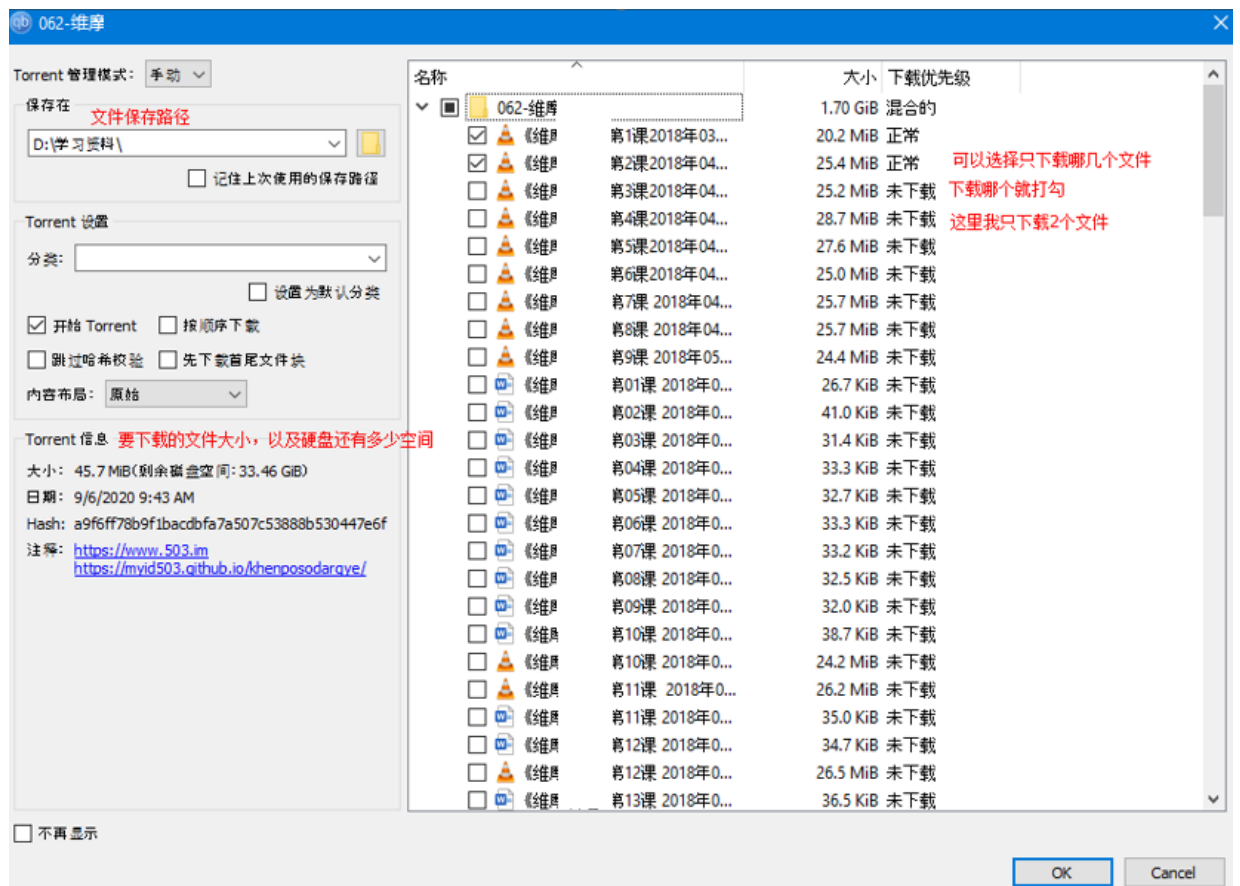 062-维摩
Torrent 管理模式: 手动
保存在
文件保存路径
D:\学习资料\
记住上次使用的保存路径
Torrent 设置
分类:
设置为默认分类
开始 Torrent 按顺序下载
跳过哈希校验 先下载首尾文件块
内容布局: 原始
Torrent 信息 要下载的文件大小，以及硬盘还有多少空间
大小: 45.7 MiB(剩余磁盘空间: 33.46 GiB)
日期: 9/6/2020 9:43 AM
Hash: a9f6ff78b9f1bacdbfa7a507c53888b530447e6f
注释: https://www.503.im
https://myid503.github.io/khenposodargye/
不再显示
名称 大小 下载优先级
062-维摩 1.70 GiB 混合的
《维摩 第1课2018年03... 20.2 MiB 正常
《维摩 第2课2018年04... 25.4 MiB 正常
可以选择只下载哪几个文件
《维摩 第3课2018年04... 25.2 MiB 未下载
下载哪个就打勾
《维摩 第4课2018年04... 28.7 MiB 未下载
这里我只下载2个文件
《维摩 第5课2018年04... 27.6 MiB 未下载
《维摩 第6课2018年04... 25.0 MiB 未下载
《维摩 第7课 2018年04... 25.7 MiB 未下载
《维摩 第8课 2018年04... 25.7 MiB 未下载
《维摩 第9课 2018年05... 24.4 MiB 未下载
《维摩 第01课 2018年0... 26.7 KiB 未下载
《维摩 第02课 2018年0... 41.0 KiB 未下载
《维摩 第03课 2018年0... 31.4 KiB 未下载
《维摩 第04课 2018年0... 33.3 KiB 未下载
《维摩 第05课 2018年0... 32.7 KiB 未下载
《维摩 第06课 2018年0... 33.3 KiB 未下载
《维摩 第07课 2018年0... 33.2 KiB 未下载
《维摩 第08课 2018年0... 32.5 KiB 未下载
《维摩 第09课 2018年0... 32.0 KiB 未下载
《维摩 第10课 2018年0... 38.7 KiB 未下载
《维摩 第10课 2018年0... 24.2 MiB 未下载
《维摩 第11课 2018年0... 26.2 MiB 未下载
《维摩 第11课 2018年0... 35.0 KiB 未下载
《维摩 第12课 2018年0... 34.7 KiB 未下载
《维摩 第12课 2018年0... 26.5 MiB 未下载
《维摩 第13课 2018年0... 36.5 KiB 未下载
OK Cancel